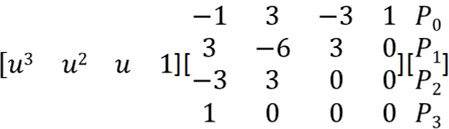 −1 3 −3 1 P₀
3 −6 3 0 P₁
[u³ u² u 1][ ][ ]
−3 3 0 0 P₂
1 0 0 0 P₃